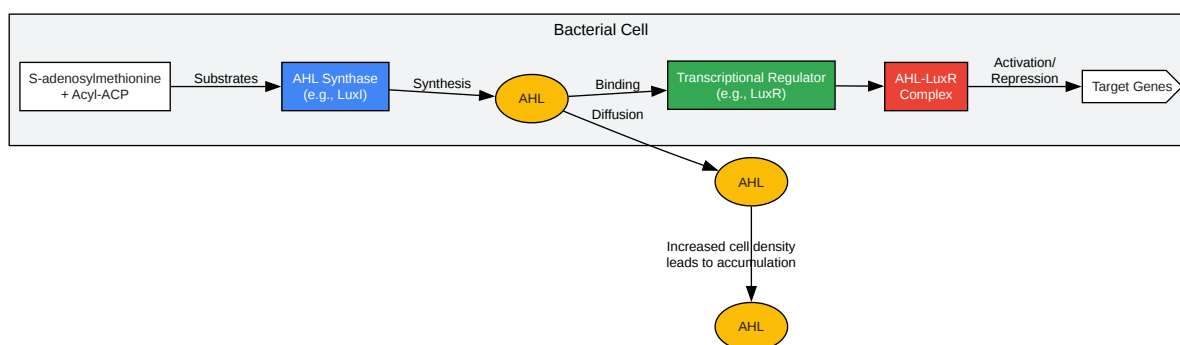 Bacterial Cell
S-adenosylmethionine
+ Acyl-ACP
Substrates
AHL Synthase
(e.g., LuxI)
Synthesis
AHL
Binding
Diffusion
Transcriptional Regulator
(e.g., LuxR)
AHL-LuxR
Complex
Activation/
Repression
Target Genes
AHL
Increased cell density
leads to accumulation
AHL